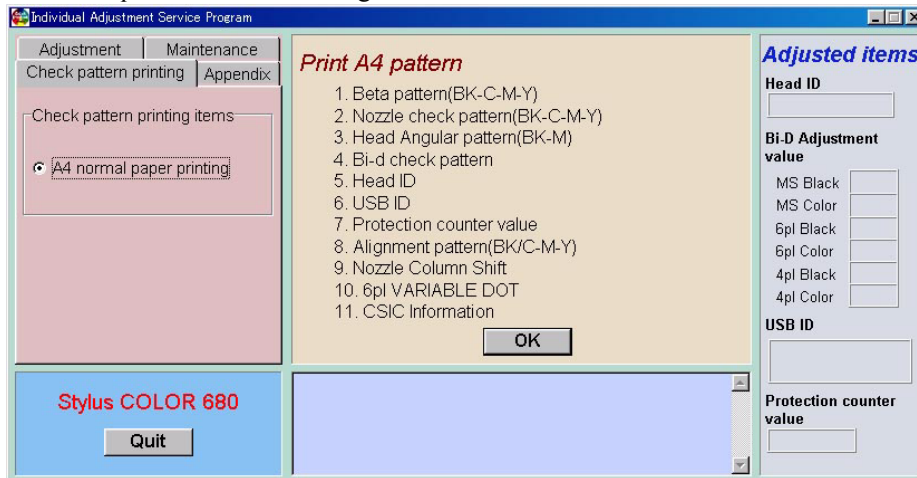 Individual Adjustment Service Program
Adjustment
Maintenance
Check pattern printing
Appendix
Check pattern printing items
A4 normal paper printing
Print A4 pattern
1. Beta pattern(BK-C-M-Y)
2. Nozzle check pattern(BK-C-M-Y)
3. Head Angular pattern(BK-M)
4. Bi-d check pattern
5. Head ID
6. USB ID
7. Protection counter value
8. Alignment pattern(BK/C-M-Y)
9. Nozzle Column Shift
10. 6pl VARIABLE DOT
11. CSIC Information
OK
Stylus COLOR 680
Quit
Adjusted items
Head ID
Bi-D Adjustment
value
MS Black
MS Color
6pl Black
6pl Color
4pl Black
4pl Color
USB ID
Protection counter
value